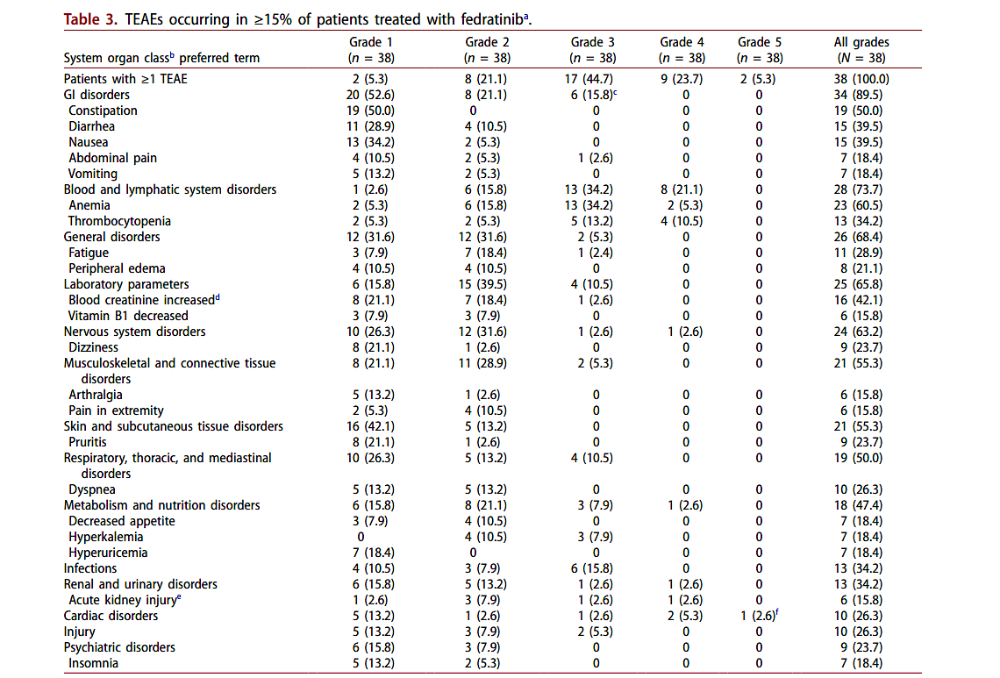 Table 3. TEAEs occurring in ≥15% of patients treated with fedratinibᵃ.
Grade 1 Grade 2 Grade 3 Grade 4 Grade 5 All grades
System organ classᵇ preferred term (n = 38) (n = 38) (n = 38) (n = 38) (n = 38) (N = 38)
Patients with ≥1 TEAE 2 (5.3) 8 (21.1) 17 (44.7) 9 (23.7) 2 (5.3) 38 (100.0)
GI disorders 20 (52.6) 8 (21.1) 6 (15.8)ᶜ 0 0 34 (89.5)
Constipation 19 (50.0) 0 0 0 0 19 (50.0)
Diarrhea 11 (28.9) 4 (10.5) 0 0 0 15 (39.5)
Nausea 13 (34.2) 2 (5.3) 0 0 0 15 (39.5)
Abdominal pain 4 (10.5) 2 (5.3) 1 (2.6) 0 0 7 (18.4)
Vomiting 5 (13.2) 2 (5.3) 0 0 0 7 (18.4)
Blood and lymphatic system disorders 1 (2.6) 6 (15.8) 13 (34.2) 8 (21.1) 0 28 (73.7)
Anemia 2 (5.3) 6 (15.8) 13 (34.2) 2 (5.3) 0 23 (60.5)
Thrombocytopenia 2 (5.3) 2 (5.3) 5 (13.2) 4 (10.5) 0 13 (34.2)
General disorders 12 (31.6) 12 (31.6) 2 (5.3) 0 0 26 (68.4)
Fatigue 3 (7.9) 7 (18.4) 1 (2.4) 0 0 11 (28.9)
Peripheral edema 4 (10.5) 4 (10.5) 0 0 0 8 (21.1)
Laboratory parameters 6 (15.8) 15 (39.5) 4 (10.5) 0 0 25 (65.8)
Blood creatinine increasedᵈ 8 (21.1) 7 (18.4) 1 (2.6) 0 0 16 (42.1)
Vitamin B1 decreased 3 (7.9) 3 (7.9) 0 0 0 6 (15.8)
Nervous system disorders 10 (26.3) 12 (31.6) 1 (2.6) 1 (2.6) 0 24 (63.2)
Dizziness 8 (21.1) 1 (2.6) 0 0 0 9 (23.7)
Musculoskeletal and connective tissue 8 (21.1) 11 (28.9) 2 (5.3) 0 0 21 (55.3)
disorders
Arthralgia 5 (13.2) 1 (2.6) 0 0 0 6 (15.8)
Pain in extremity 2 (5.3) 4 (10.5) 0 0 0 6 (15.8)
Skin and subcutaneous tissue disorders 16 (42.1) 5 (13.2) 0 0 0 21 (55.3)
Pruritis 8 (21.1) 1 (2.6) 0 0 0 9 (23.7)
Respiratory, thoracic, and mediastinal 10 (26.3) 5 (13.2) 4 (10.5) 0 0 19 (50.0)
disorders
Dyspnea 5 (13.2) 5 (13.2) 0 0 0 10 (26.3)
Metabolism and nutrition disorders 6 (15.8) 8 (21.1) 3 (7.9) 1 (2.6) 0 18 (47.4)
Decreased appetite 3 (7.9) 4 (10.5) 0 0 0 7 (18.4)
Hyperkalemia 0 4 (10.5) 3 (7.9) 0 0 7 (18.4)
Hyperuricemia 7 (18.4) 0 0 0 0 7 (18.4)
Infections 4 (10.5) 3 (7.9) 6 (15.8) 0 0 13 (34.2)
Renal and urinary disorders 6 (15.8) 5 (13.2) 1 (2.6) 1 (2.6) 0 13 (34.2)
Acute kidney injuryᵉ 1 (2.6) 3 (7.9) 1 (2.6) 1 (2.6) 0 6 (15.8)
Cardiac disorders 5 (13.2) 1 (2.6) 1 (2.6) 2 (5.3) 1 (2.6)ᶠ 10 (26.3)
Injury 5 (13.2) 3 (7.9) 2 (5.3) 0 0 10 (26.3)
Psychiatric disorders 6 (15.8) 3 (7.9) 0 0 0 9 (23.7)
Insomnia 5 (13.2) 2 (5.3) 0 0 0 7 (18.4)